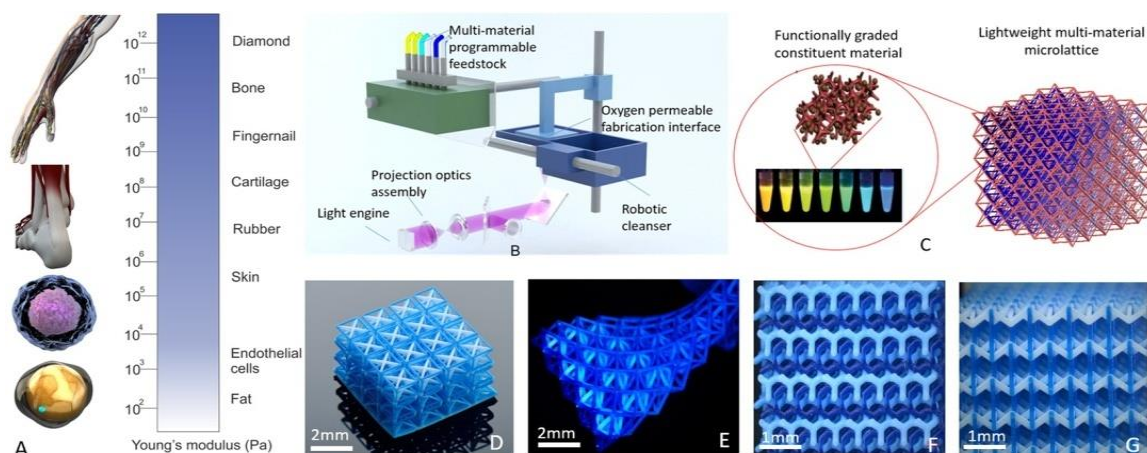 10¹²
10¹¹
10¹⁰
10⁹
10⁸
10⁷
10⁶
10⁵
10⁴
10³
10²
Diamond
Bone
Fingernail
Cartilage
Rubber
Skin
Endothelial
cells
Fat
Young's modulus (Pa)
A
Multi-material
programmable
feedstock
Oxygen permeable
fabrication interface
Projection optics
assembly
Light engine
Robotic
cleanser
B
Functionally graded
constituent material
Lightweight multi-material
microlattice
C
2mm
D
2mm
E
1mm
F
1mm
G